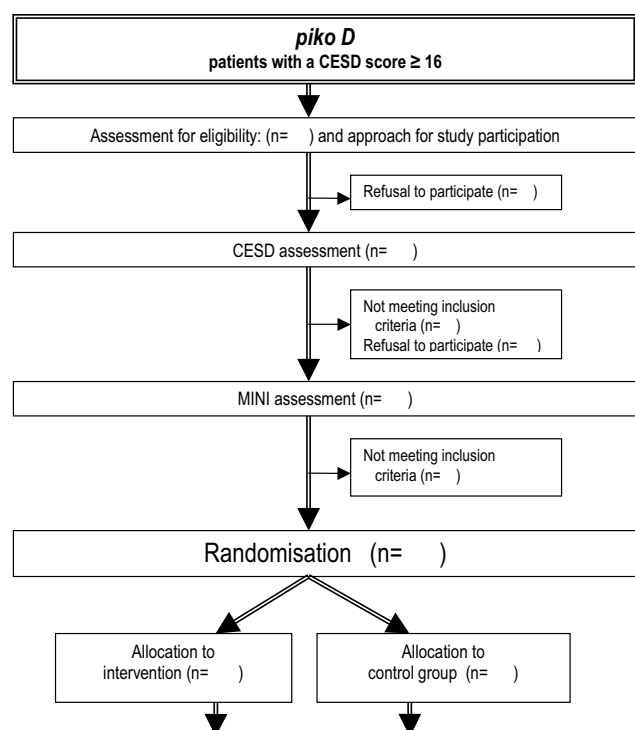 piko D
patients with a CESD score ≥ 16
Assessment for eligibility: (n= ) and approach for study participation
Refusal to participate (n= )
CESD assessment (n= )
Not meeting inclusion
criteria (n= )
Refusal to participate (n= )
MINI assessment (n= )
Not meeting inclusion
criteria (n= )
Randomisation (n= )
Allocation to
intervention (n= )
Allocation to
control group (n= )